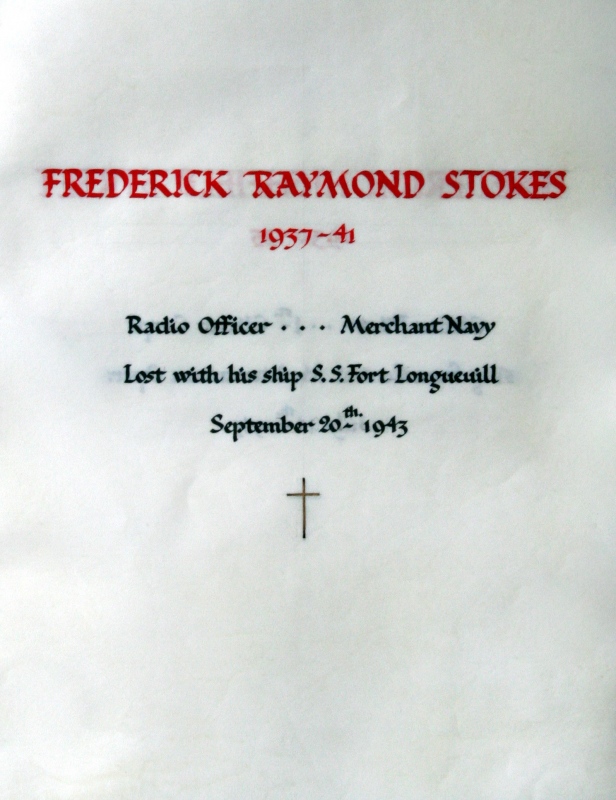 FREDERICK RAYMOND STOKES
1937-41
Radio Officer . . . Merchant Navy
Lost with his ship S.S. Fort Longueuill
September 20th. 1943